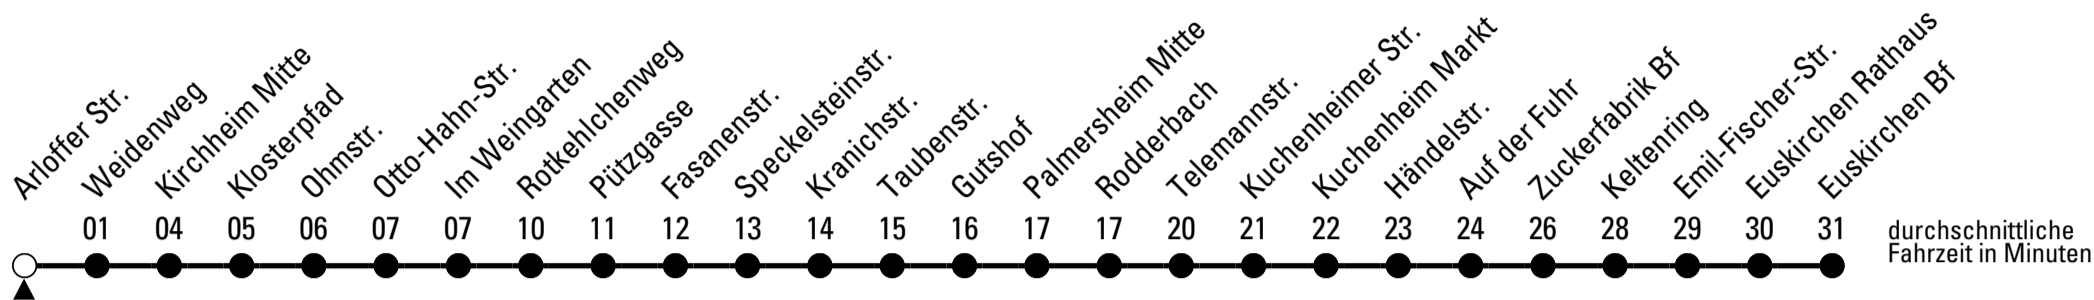 Arloffer Str.
Weidenweg
Kirchheim Mitte
Klosterpfad
Ohmstr.
Otto-Hahn-Str.
Im Weingarten
Rotkehlchenweg
Pützgasse
Fasanenstr.
Speckelsteinstr.
Kranichstr.
Taubenstr.
Gutshof
Palmersheim Mitte
Rodderbach
Telemannstr.
Kuchenheimer Str.
Kuchenheim Markt
Händelstr.
Auf der Fuhr
Zuckerfabrik Bf
Keltenring
Emil-Fischer-Str.
Euskirchen Rathaus
Euskirchen Bf
01 04 05 06 07 07 10 11 12 13 14 15 16 17 17 20 21 22 23 24 26 28 29 30 31
durchschnittliche
Fahrzeit in Minuten